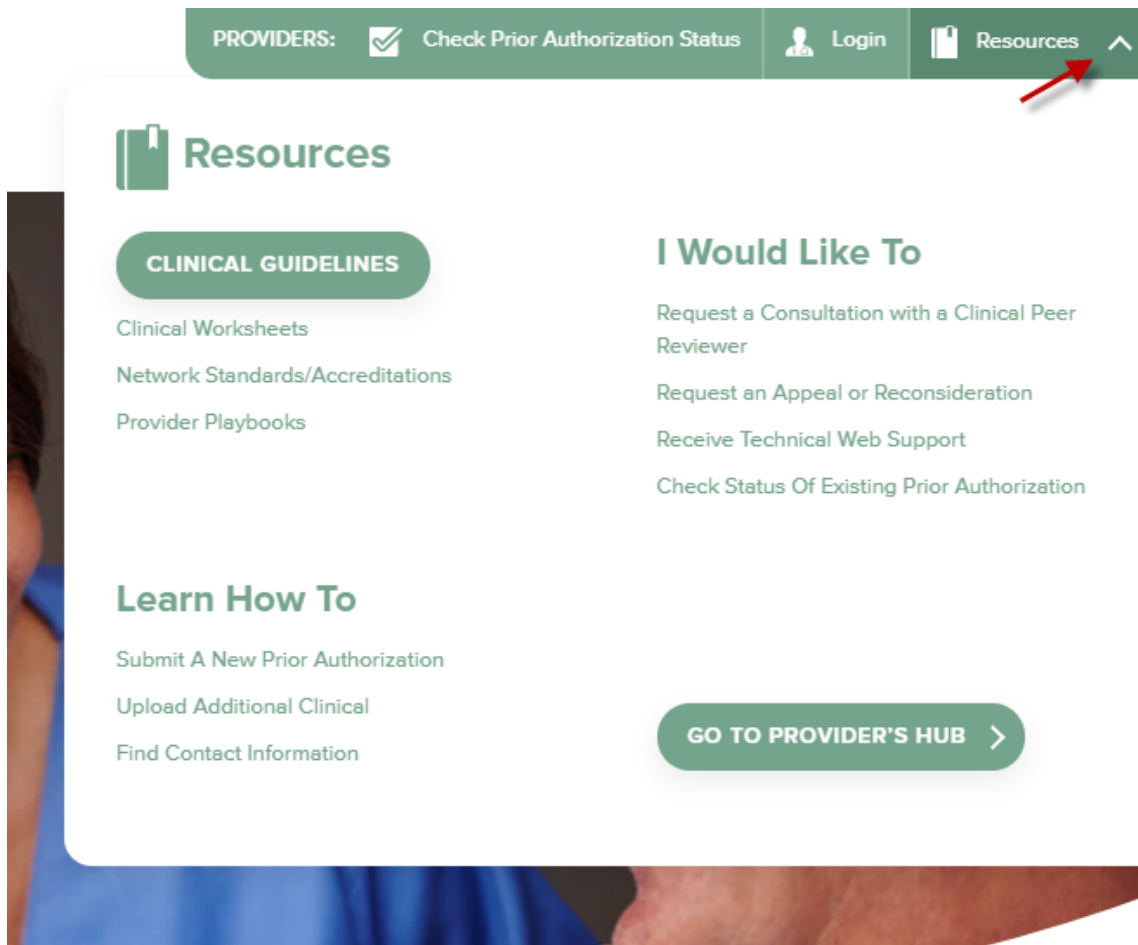 PROVIDERS: Check Prior Authorization Status Login Resources
Resources
CLINICAL GUIDELINES
Clinical Worksheets
Network Standards/Accreditations
Provider Playbooks
I Would Like To
Request a Consultation with a Clinical Peer
Reviewer
Request an Appeal or Reconsideration
Receive Technical Web Support
Check Status Of Existing Prior Authorization
Learn How To
Submit A New Prior Authorization
Upload Additional Clinical
Find Contact Information
GO TO PROVIDER'S HUB